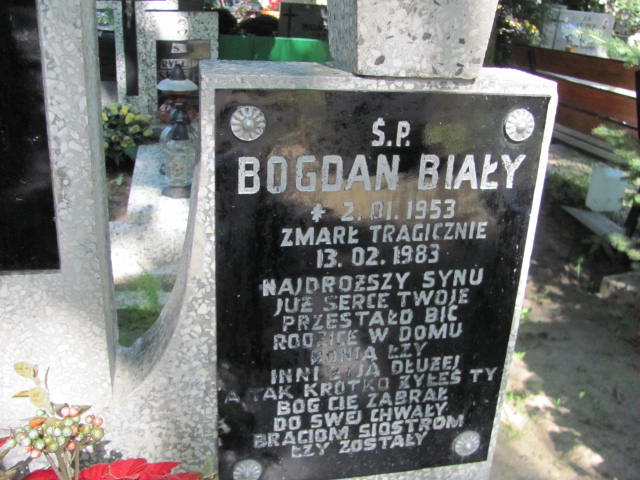 Ś.P.
BOGDAN BIAŁY
* 2.01.1953
ZMARŁ TRAGICZNIE
13.02.1983
NAJDROŻSZY SYNU
JUŻ SERCE TWOJE
PRZESTAŁO BIĆ
RODZICE W DOMU
RONIĄ ŁZY
INNI ŻYJĄ DŁUŻEJ
A TAK KRÓTKO ŻYŁEŚ TY
BÓG CIĘ ZABRAŁ
DO SWEJ CHWAŁY
BRACIOM SIOSTROM
ŁZY ZOSTAŁY